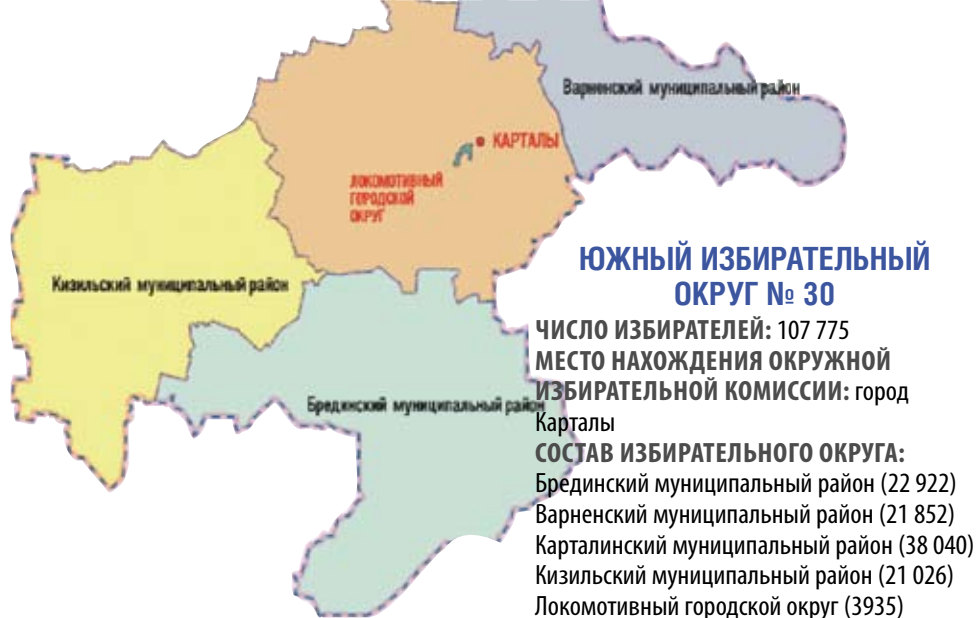 Варненский муниципальный район
КАРТАЛЫ
ЛОКОМОТИВНЫЙ
ГОРОДСКОЙ
ОКРУГ
Кизильский муниципальный район
Брединский муниципальный район
ЮЖНЫЙ ИЗБИРАТЕЛЬНЫЙ
ОКРУГ № 30
ЧИСЛО ИЗБИРАТЕЛЕЙ: 107 775
МЕСТО НАХОЖДЕНИЯ ОКРУЖНОЙ
ИЗБИРАТЕЛЬНОЙ КОМИССИИ: город
Карталы
СОСТАВ ИЗБИРАТЕЛЬНОГО ОКРУГА:
Брединский муниципальный район (22 922)
Варненский муниципальный район (21 852)
Карталинский муниципальный район (38 040)
Кизильский муниципальный район (21 026)
Локомотивный городской округ (3935)